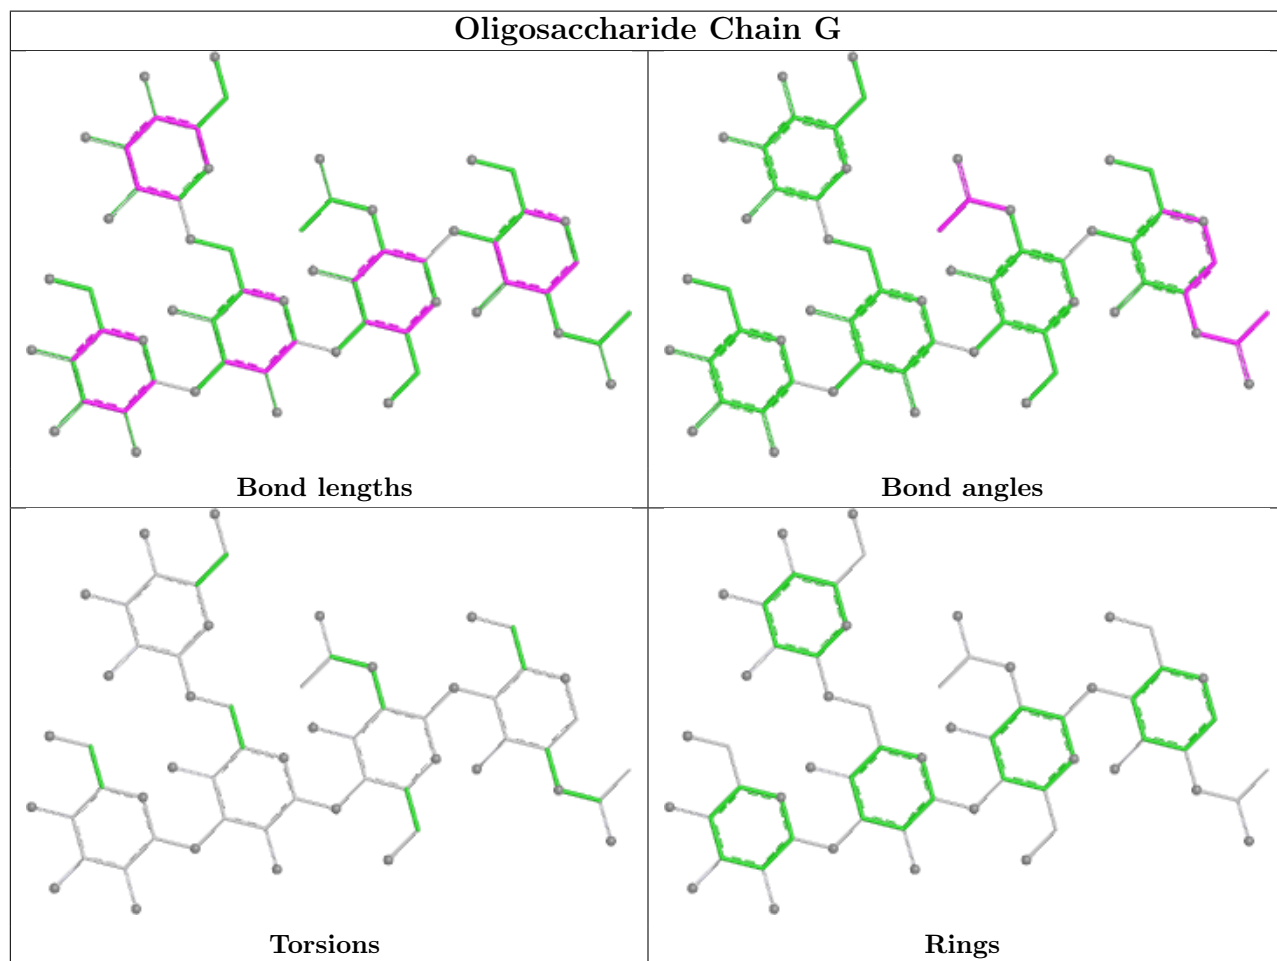 Oligosaccharide Chain G
Bond lengths
Bond angles
Torsions
Rings